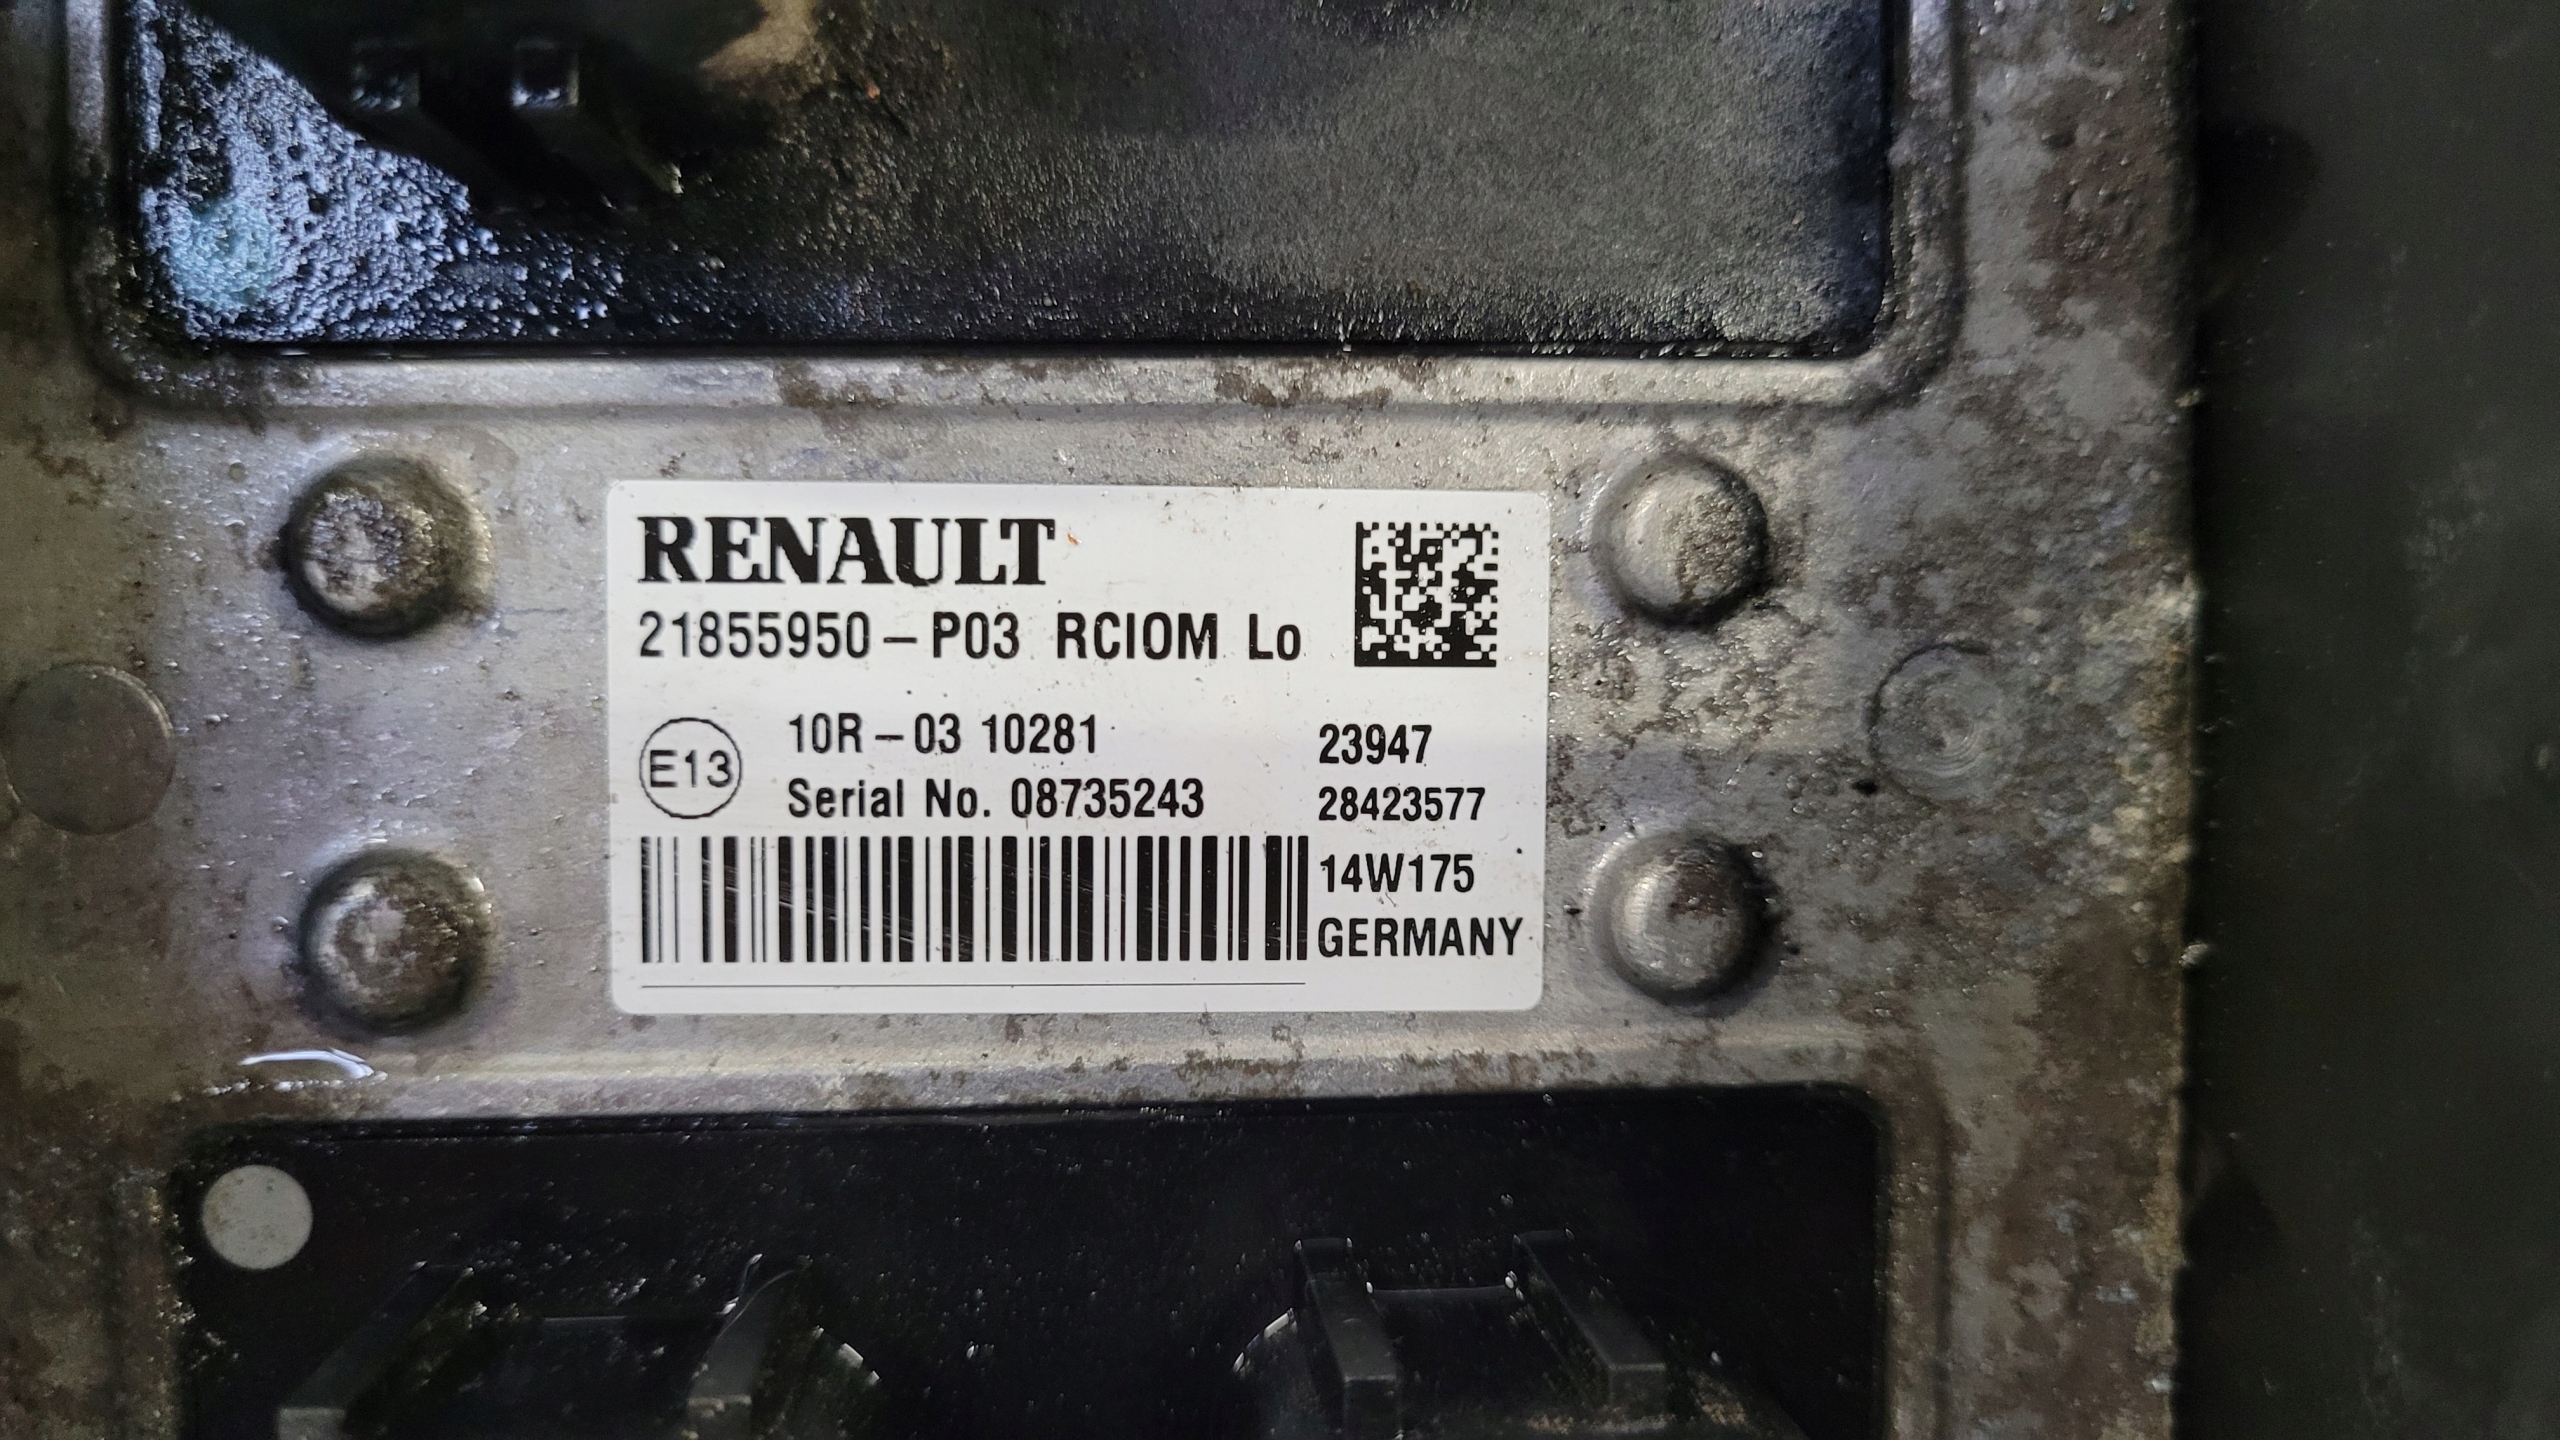 RENAULT
21855950-P03 RCIOM Lo
E13
10R-03 10281
Serial No. 08735243
23947
28423577
14W175
GERMANY